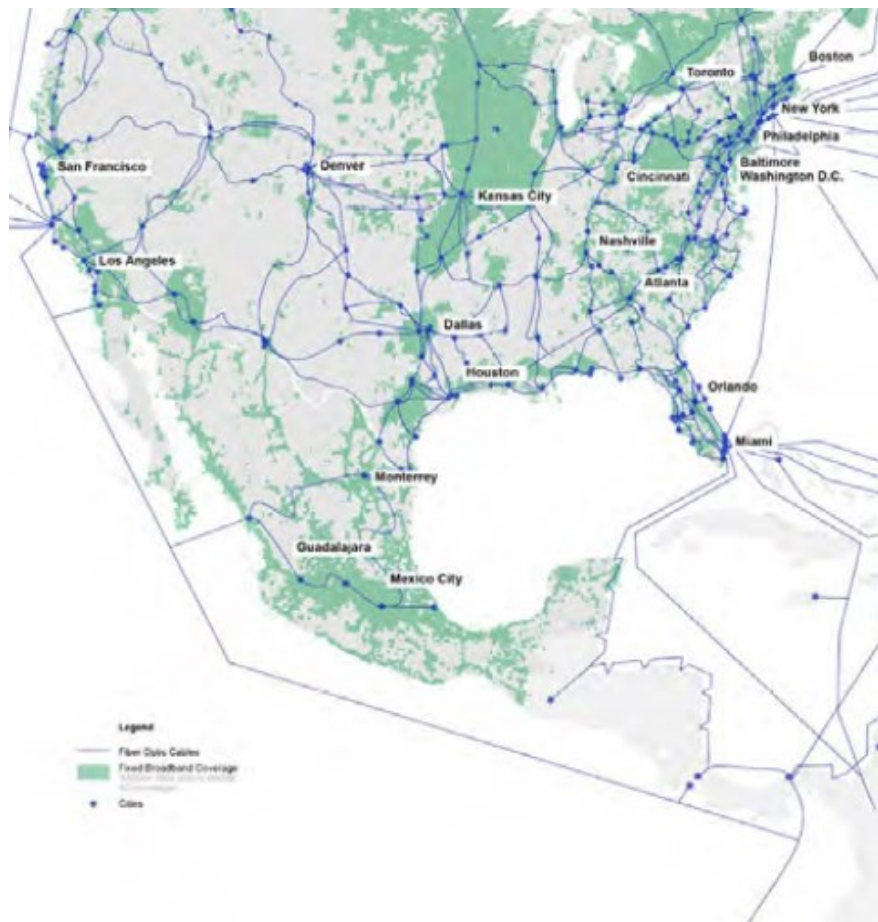 Boston
Toronto
New York
Philadelphia
San Francisco
Denver
Baltimore
Washington D.C.
Cincinnati
Kansas City
Nashville
Los Angeles
Atlanta
Dallas
Houston
Orlando
Miami
Monterrey
Guadalajara
Mexico City
Legend
Fiber Optic Cables
Fixed Broadband Coverage
Cities